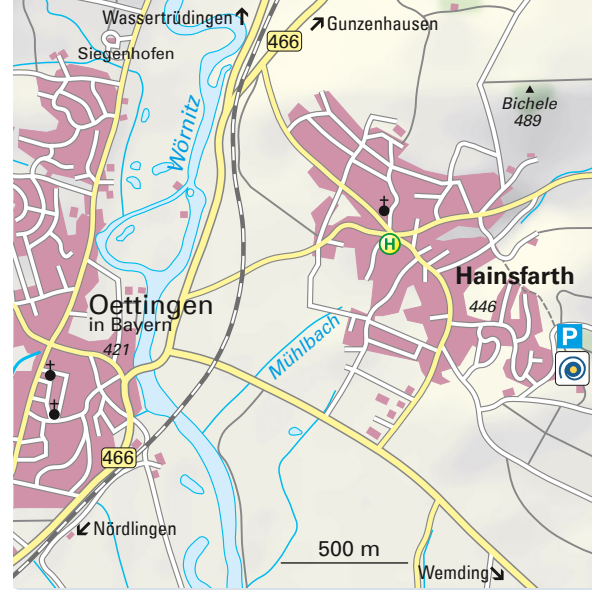 Wassertrüdingen
466
Gunzenhausen
Siegenhofen
Bichele
489
Wörnitz
H
Hainsfarth
446
Oettingen
in Bayern
421
Mühlbach
P
466
Nördlingen
500 m
Wemding